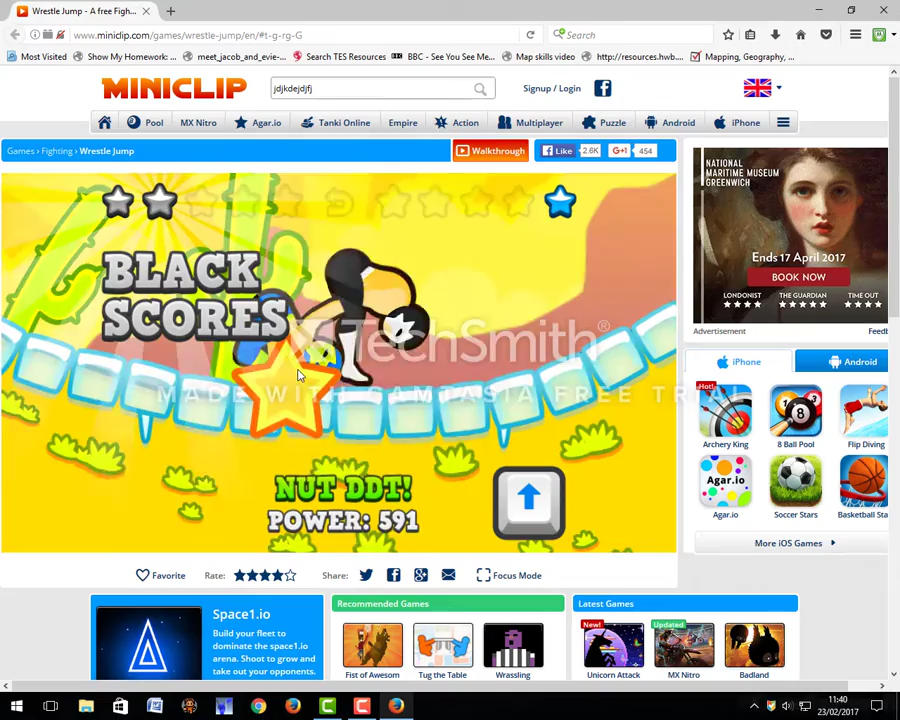 Wrestle Jump - A free Figh...
www.miniclip.com/games/wrestle-jump/en/#t-g-rg-G
Search
Most Visited
Show My Homework: ...
meet_jacob_and_evie-...
Search TES Resources
BBC - See You See Me...
Map skills video
http://resources.hwb....
Mapping, Geography, ...
MINICLIP
jdjkdejdjfj
Signup / Login
Pool
MX Nitro
Agar.io
Tanki Online
Empire
Action
Multiplayer
Puzzle
Android
iPhone
Games › Fighting › Wrestle Jump
Walkthrough
Like
2.6K
G+1
454
BLACK
SCORES
TechSmith®
MADE WITH CAMTASIA FREE TRIAL
NUT DDT!
POWER: 591
NATIONAL
MARITIME MUSEUM
GREENWICH
Ends 17 April 2017
BOOK NOW
LONDONIST
THE GUARDIAN
TIME OUT
Advertisement
Feedb
iPhone
Android
Hot!
Archery King
8 Ball Pool
Flip Diving
Agar.io
Agar.io
Soccer Stars
Basketball Sta
More iOS Games
Favorite
Rate:
Share:
Focus Mode
Space1.io
Build your fleet to
dominate the space1.io
arena. Shoot to grow and
take out your opponents.
Recommended Games
Fist of Awesom
Tug the Table
Wrassling
Latest Games
New!
Updated
Unicorn Attack
MX Nitro
Badland
11:40
23/02/2017